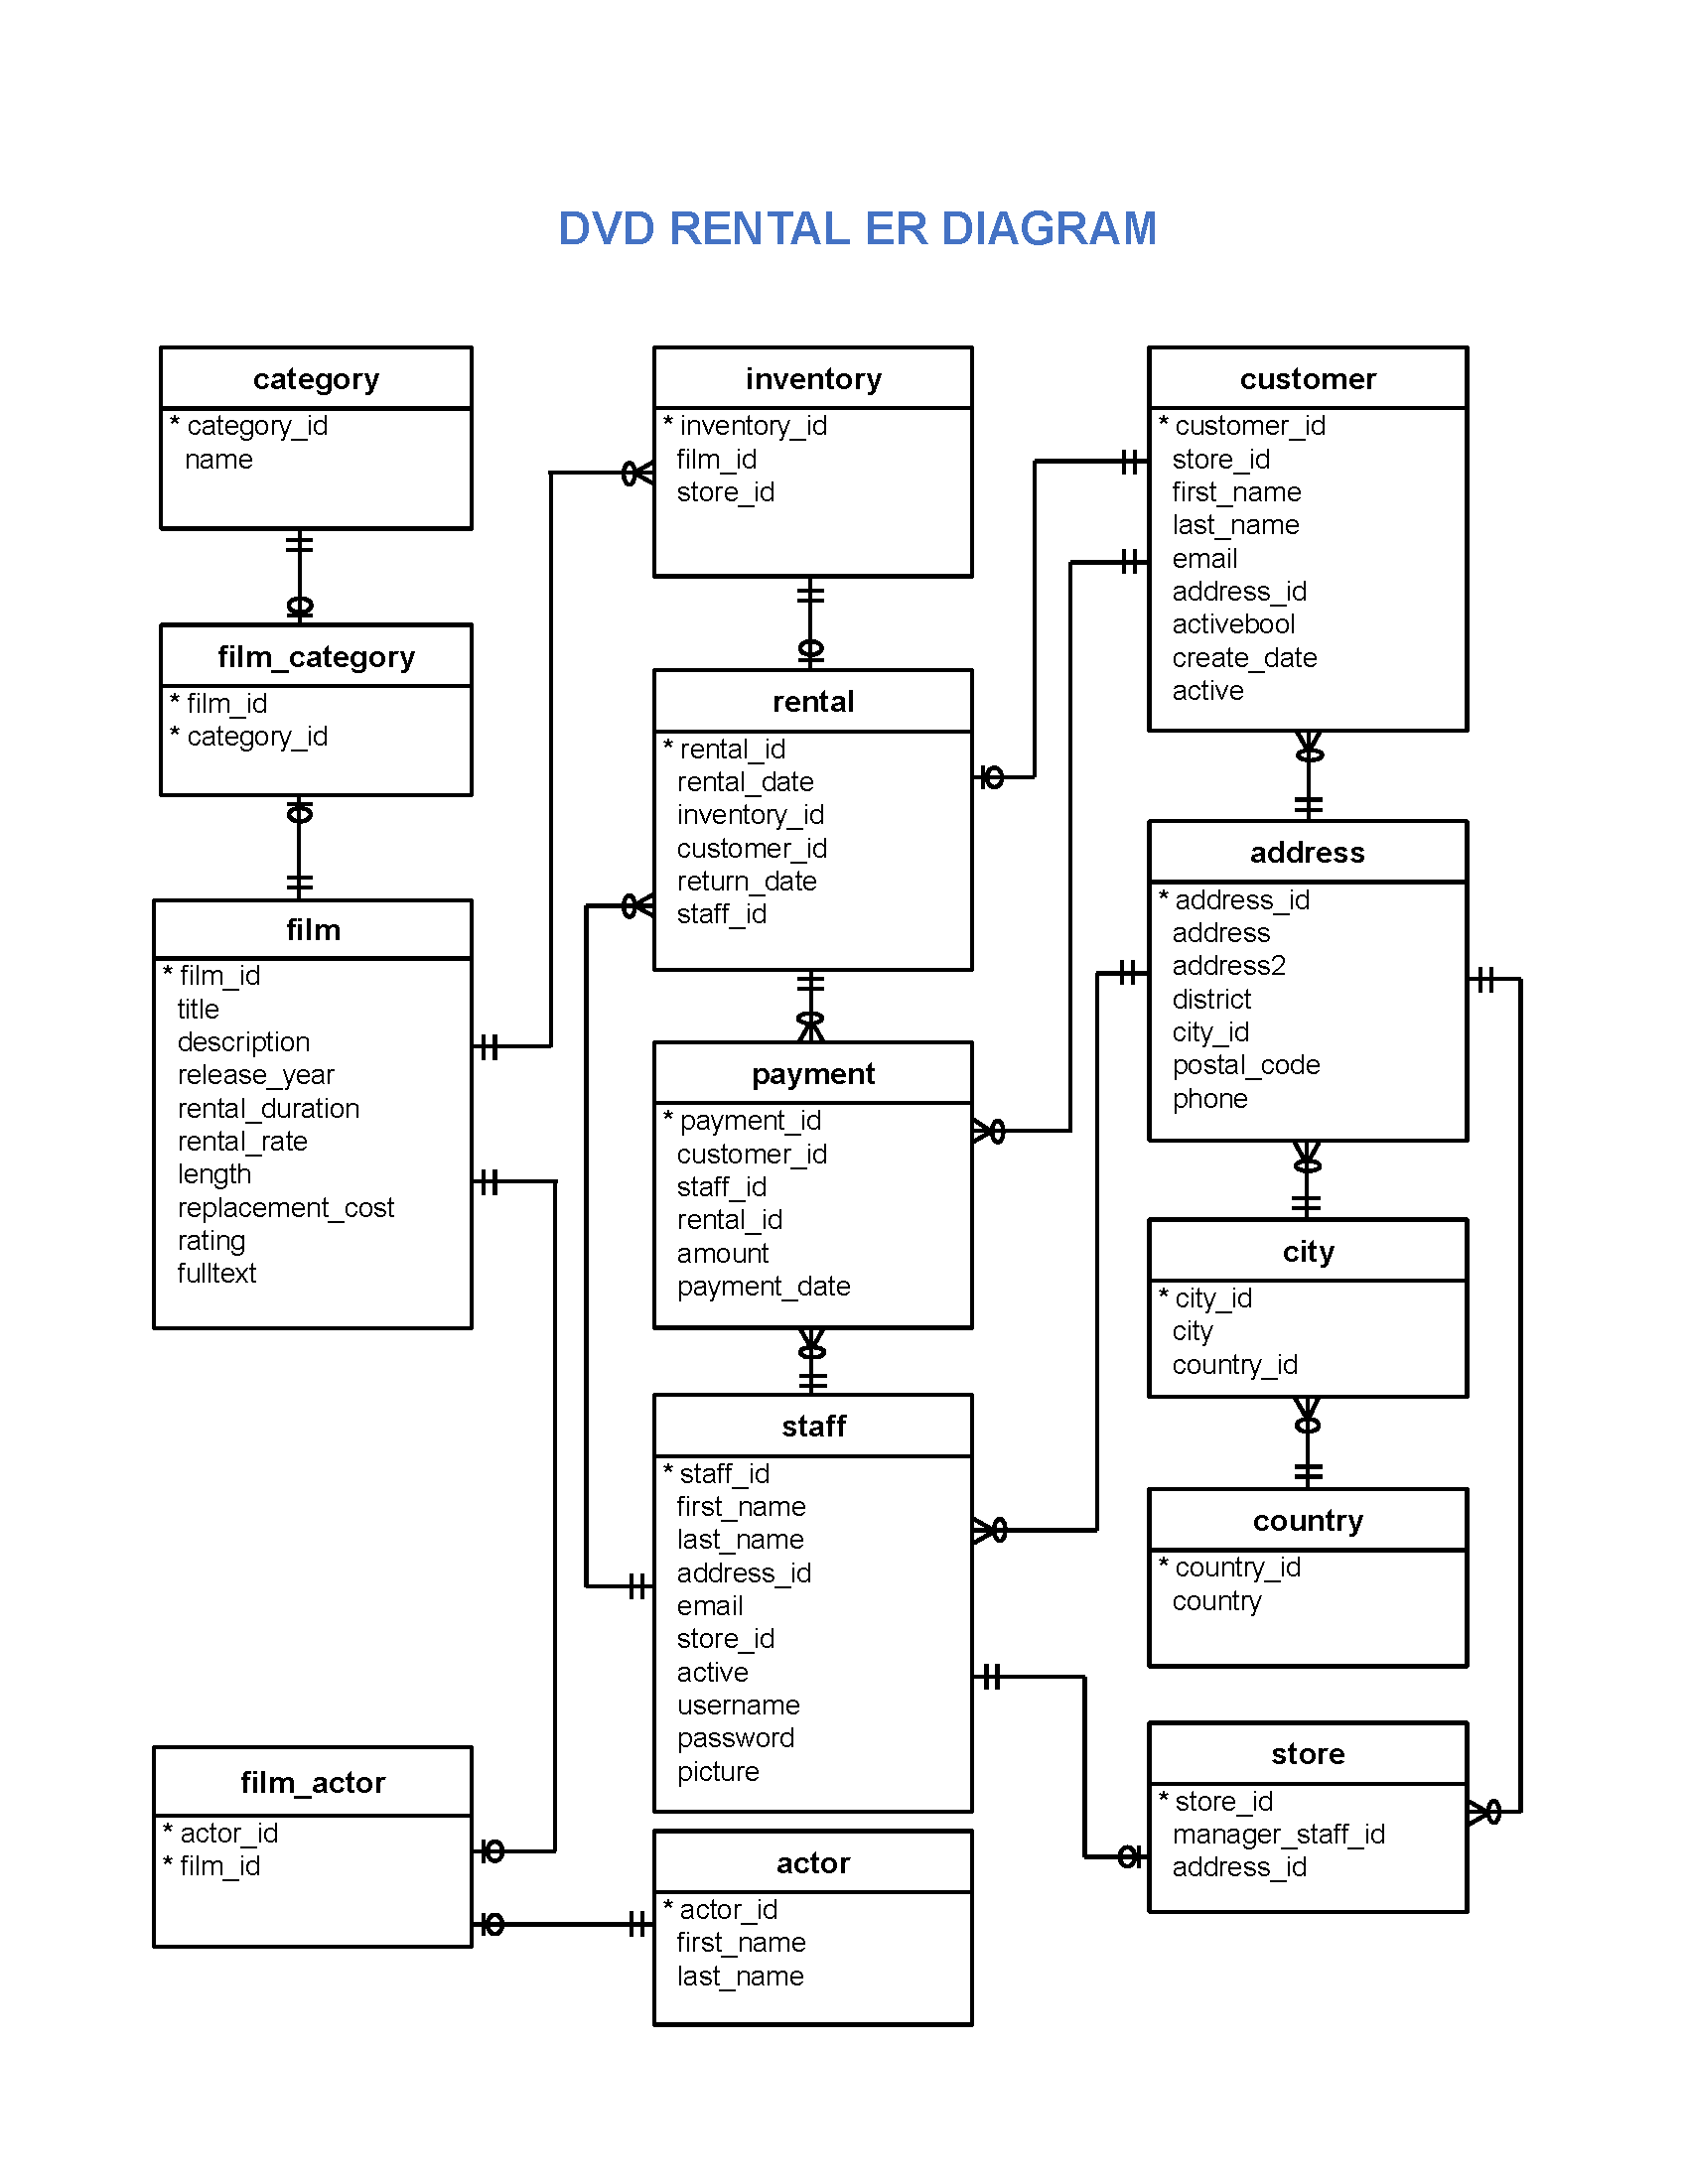 DVD RENTAL ER DIAGRAM
category
* category_id
name
film_category
* film_id
* category_id
film
* film_id
title
description
release_year
rental_duration
rental_rate
length
replacement_cost
rating
fulltext
film_actor
* actor_id
* film_id
inventory
* inventory_id
film_id
store_id
rental
* rental_id
rental_date
inventory_id
customer_id
return_date
staff_id
payment
* payment_id
customer_id
staff_id
rental_id
amount
payment_date
staff
* staff_id
first_name
last_name
address_id
email
store_id
active
username
password
picture
actor
* actor_id
first_name
last_name
customer
* customer_id
store_id
first_name
last_name
email
address_id
activebool
create_date
active
address
* address_id
address
address2
district
city_id
postal_code
phone
city
* city_id
city
country_id
country
* country_id
country
store
* store_id
manager_staff_id
address_id